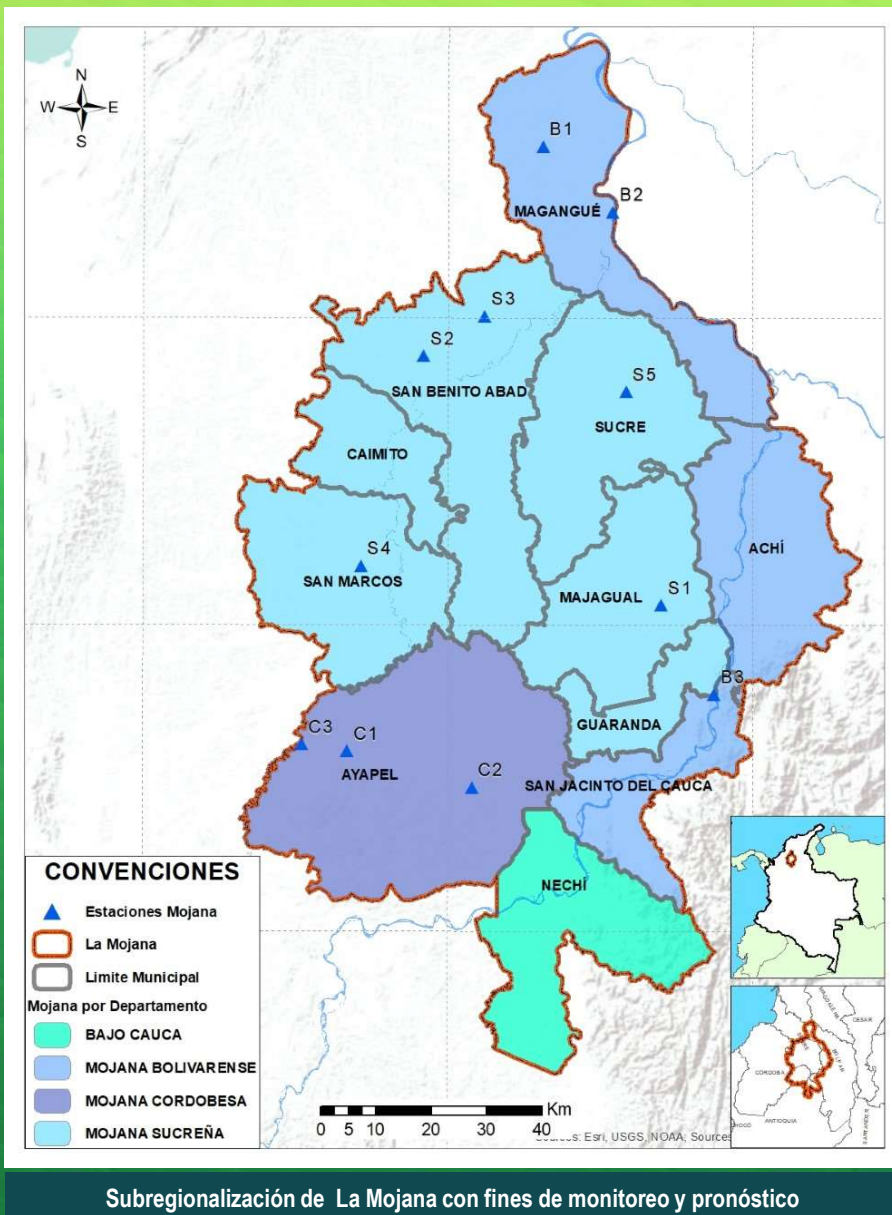 N
W E
S
B1
B2
MAGANGUÉ
S3
S2
S5
SAN BENITO ABAD
SUCRE
CAIMITO
ACHÍ
S4
SAN MARCOS
MAJAGUAL
S1
B3
GUARANDA
C3
C1
AYAPEL
C2
SAN JACINTO DEL CAUCA
NECHÍ
CONVENCIONES
Estaciones Mojana
La Mojana
Limite Municipal
Mojana por Departamento
BAJO CAUCA
MOJANA BOLIVARENSE
MOJANA CORDOBESA
MOJANA SUCREÑA
Km
0 5 10 20 30 40
Sources: Esri, USGS, NOAA, Sources
CESAR
CÓRDOBA
ANTIOQUIA
Subregionalización de La Mojana con fines de monitoreo y pronóstico